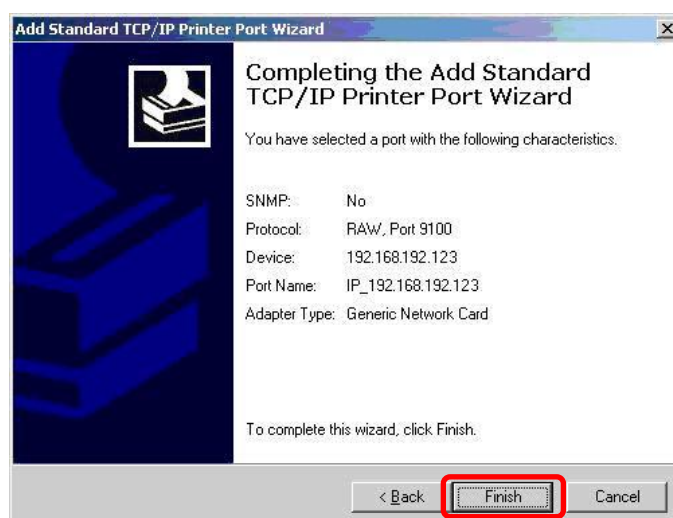 Add Standard TCP/IP Printer Port Wizard
Completing the Add Standard
TCP/IP Printer Port Wizard
You have selected a port with the following characteristics.
SNMP: No
Protocol: RAW, Port 9100
Device: 192.168.192.123
Port Name: IP_192.168.192.123
Adapter Type: Generic Network Card
To complete this wizard, click Finish.
< Back Finish Cancel